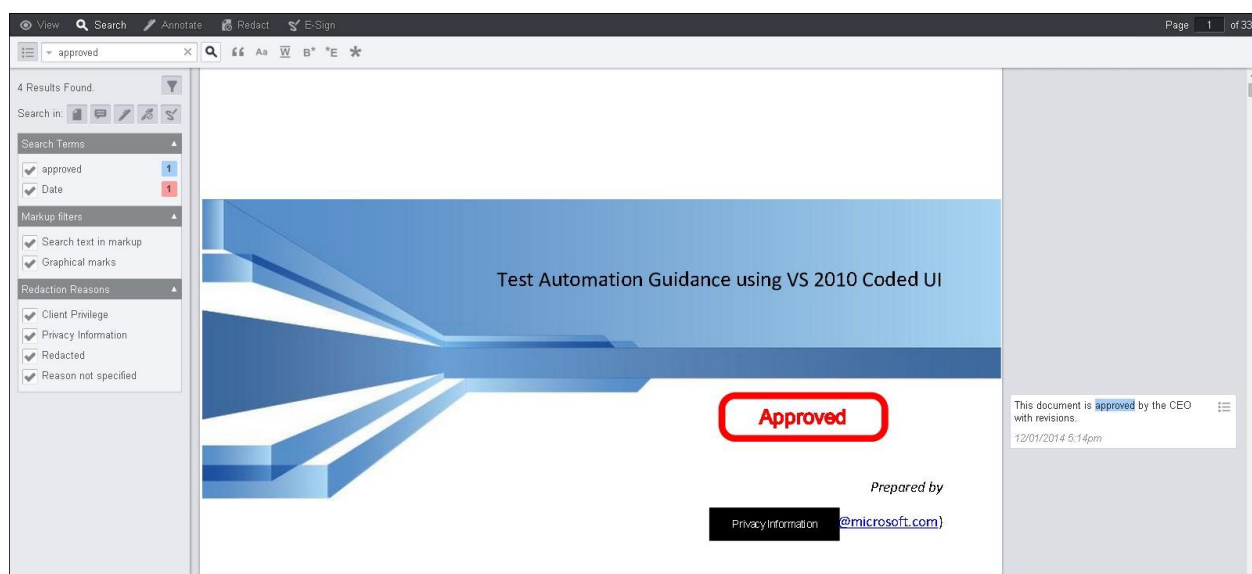 View Search Annotate Redact E-Sign Page 1 of 33
approved “ Aa W B* *E *
4 Results Found.
Search in:
Search Terms
approved 1
Date 1
Markup filters
Search text in markup
Graphical marks
Redaction Reasons
Client Privilege
Privacy Information
Redacted
Reason not specified
Test Automation Guidance using VS 2010 Coded UI
Approved
This document is approved by the CEO
with revisions.
12/01/2014 5:14pm
Prepared by
Privacy Information @microsoft.com)